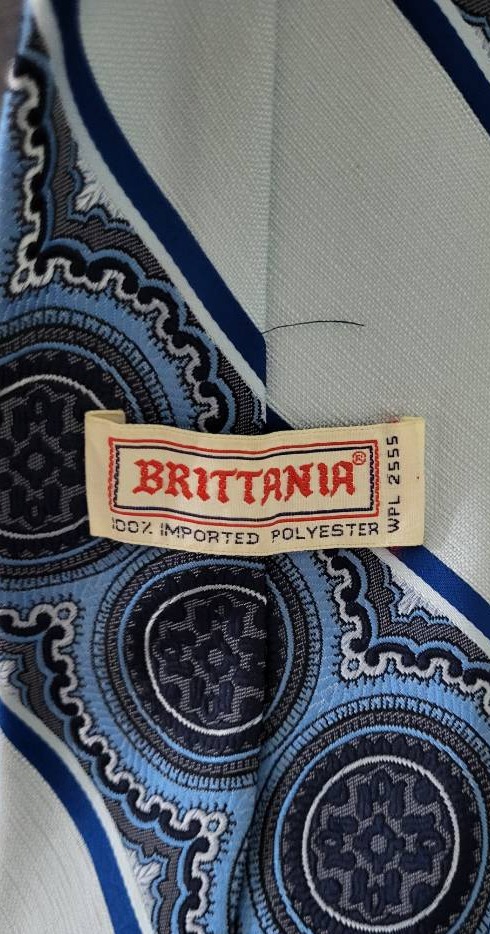 BRITTANIA®
100% IMPORTED POLYESTER
WPL 2555